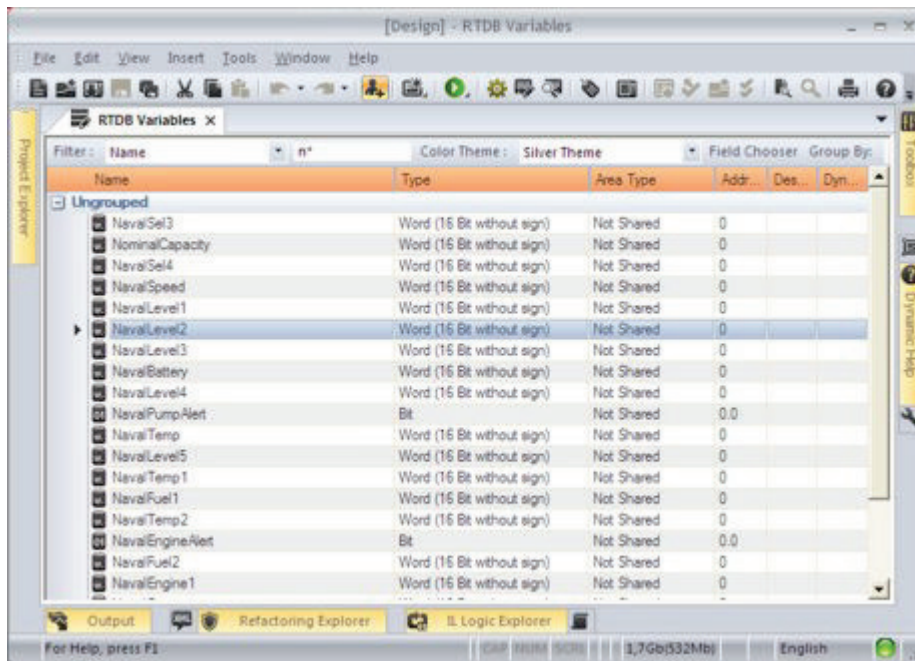 [Design] - RTDB Variables
File Edit View Insert Tools Window Help
RTDB Variables X
Filter : Name n* Color Theme : Silver Theme Field Chooser Group By:
Name Type Area Type Addr... Des... Dyn...
Ungrouped
NavalSel3 Word (16 Bit without sign) Not Shared 0
NominalCapacity Word (16 Bit without sign) Not Shared 0
NavalSel4 Word (16 Bit without sign) Not Shared 0
NavalSpeed Word (16 Bit without sign) Not Shared 0
NavalLevel1 Word (16 Bit without sign) Not Shared 0
NavalLevel2 Word (16 Bit without sign) Not Shared 0
NavalLevel3 Word (16 Bit without sign) Not Shared 0
NavalBattery Word (16 Bit without sign) Not Shared 0
NavalLevel4 Word (16 Bit without sign) Not Shared 0
NavalPumpAlert Bit Not Shared 0.0
NavalTemp Word (16 Bit without sign) Not Shared 0
NavalLevel5 Word (16 Bit without sign) Not Shared 0
NavalTemp1 Word (16 Bit without sign) Not Shared 0
NavalFuel1 Word (16 Bit without sign) Not Shared 0
NavalTemp2 Word (16 Bit without sign) Not Shared 0
NavalEngineAlert Bit Not Shared 0.0
NavalFuel2 Word (16 Bit without sign) Not Shared 0
NavalEngine1 Word (16 Bit without sign) Not Shared 0
Project Explorer
Toolbox
Dynamic Help
Output Refactoring Explorer IL Logic Explorer
For Help, press F1 CAP NUM SCRL 1,7Gb(532Mb) English